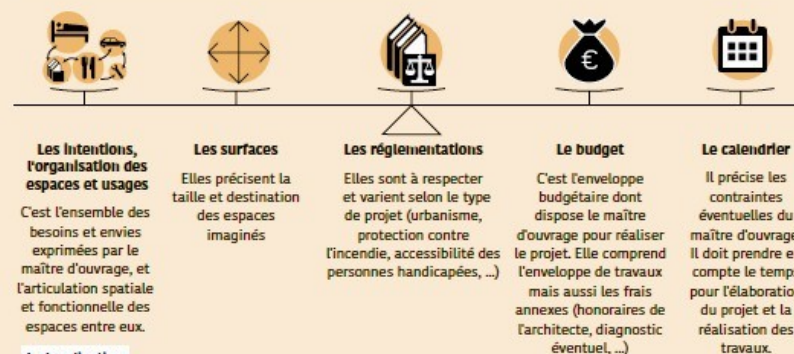 €
Les intentions,
l'organisation des
espaces et usages
C'est l'ensemble des
besoins et envies
exprimées par le
maître d'ouvrage, et
l'articulation spatiale
et fonctionnelle des
espaces entre eux.
Les surfaces
Elles précisent la
taille et destination
des espaces
imaginés
Les réglementations
Elles sont à respecter
et varient selon le type
de projet (urbanisme,
protection contre
l'incendie, accessibilité des
personnes handicapées, ...)
Le budget
C'est l'enveloppe
budgétaire dont
dispose le maître
d'ouvrage pour réaliser
le projet. Elle comprend
l'enveloppe de travaux
mais aussi les frais
annexes (honoraires de
l'architecte, diagnostic
éventuel, ...)
Le calendrier
Il précise les
contraintes
éventuelles du
maître d'ouvrage
Il doit prendre e
compte le temp
pour l'élaboratio
du projet et la
réalisation des
travaux.